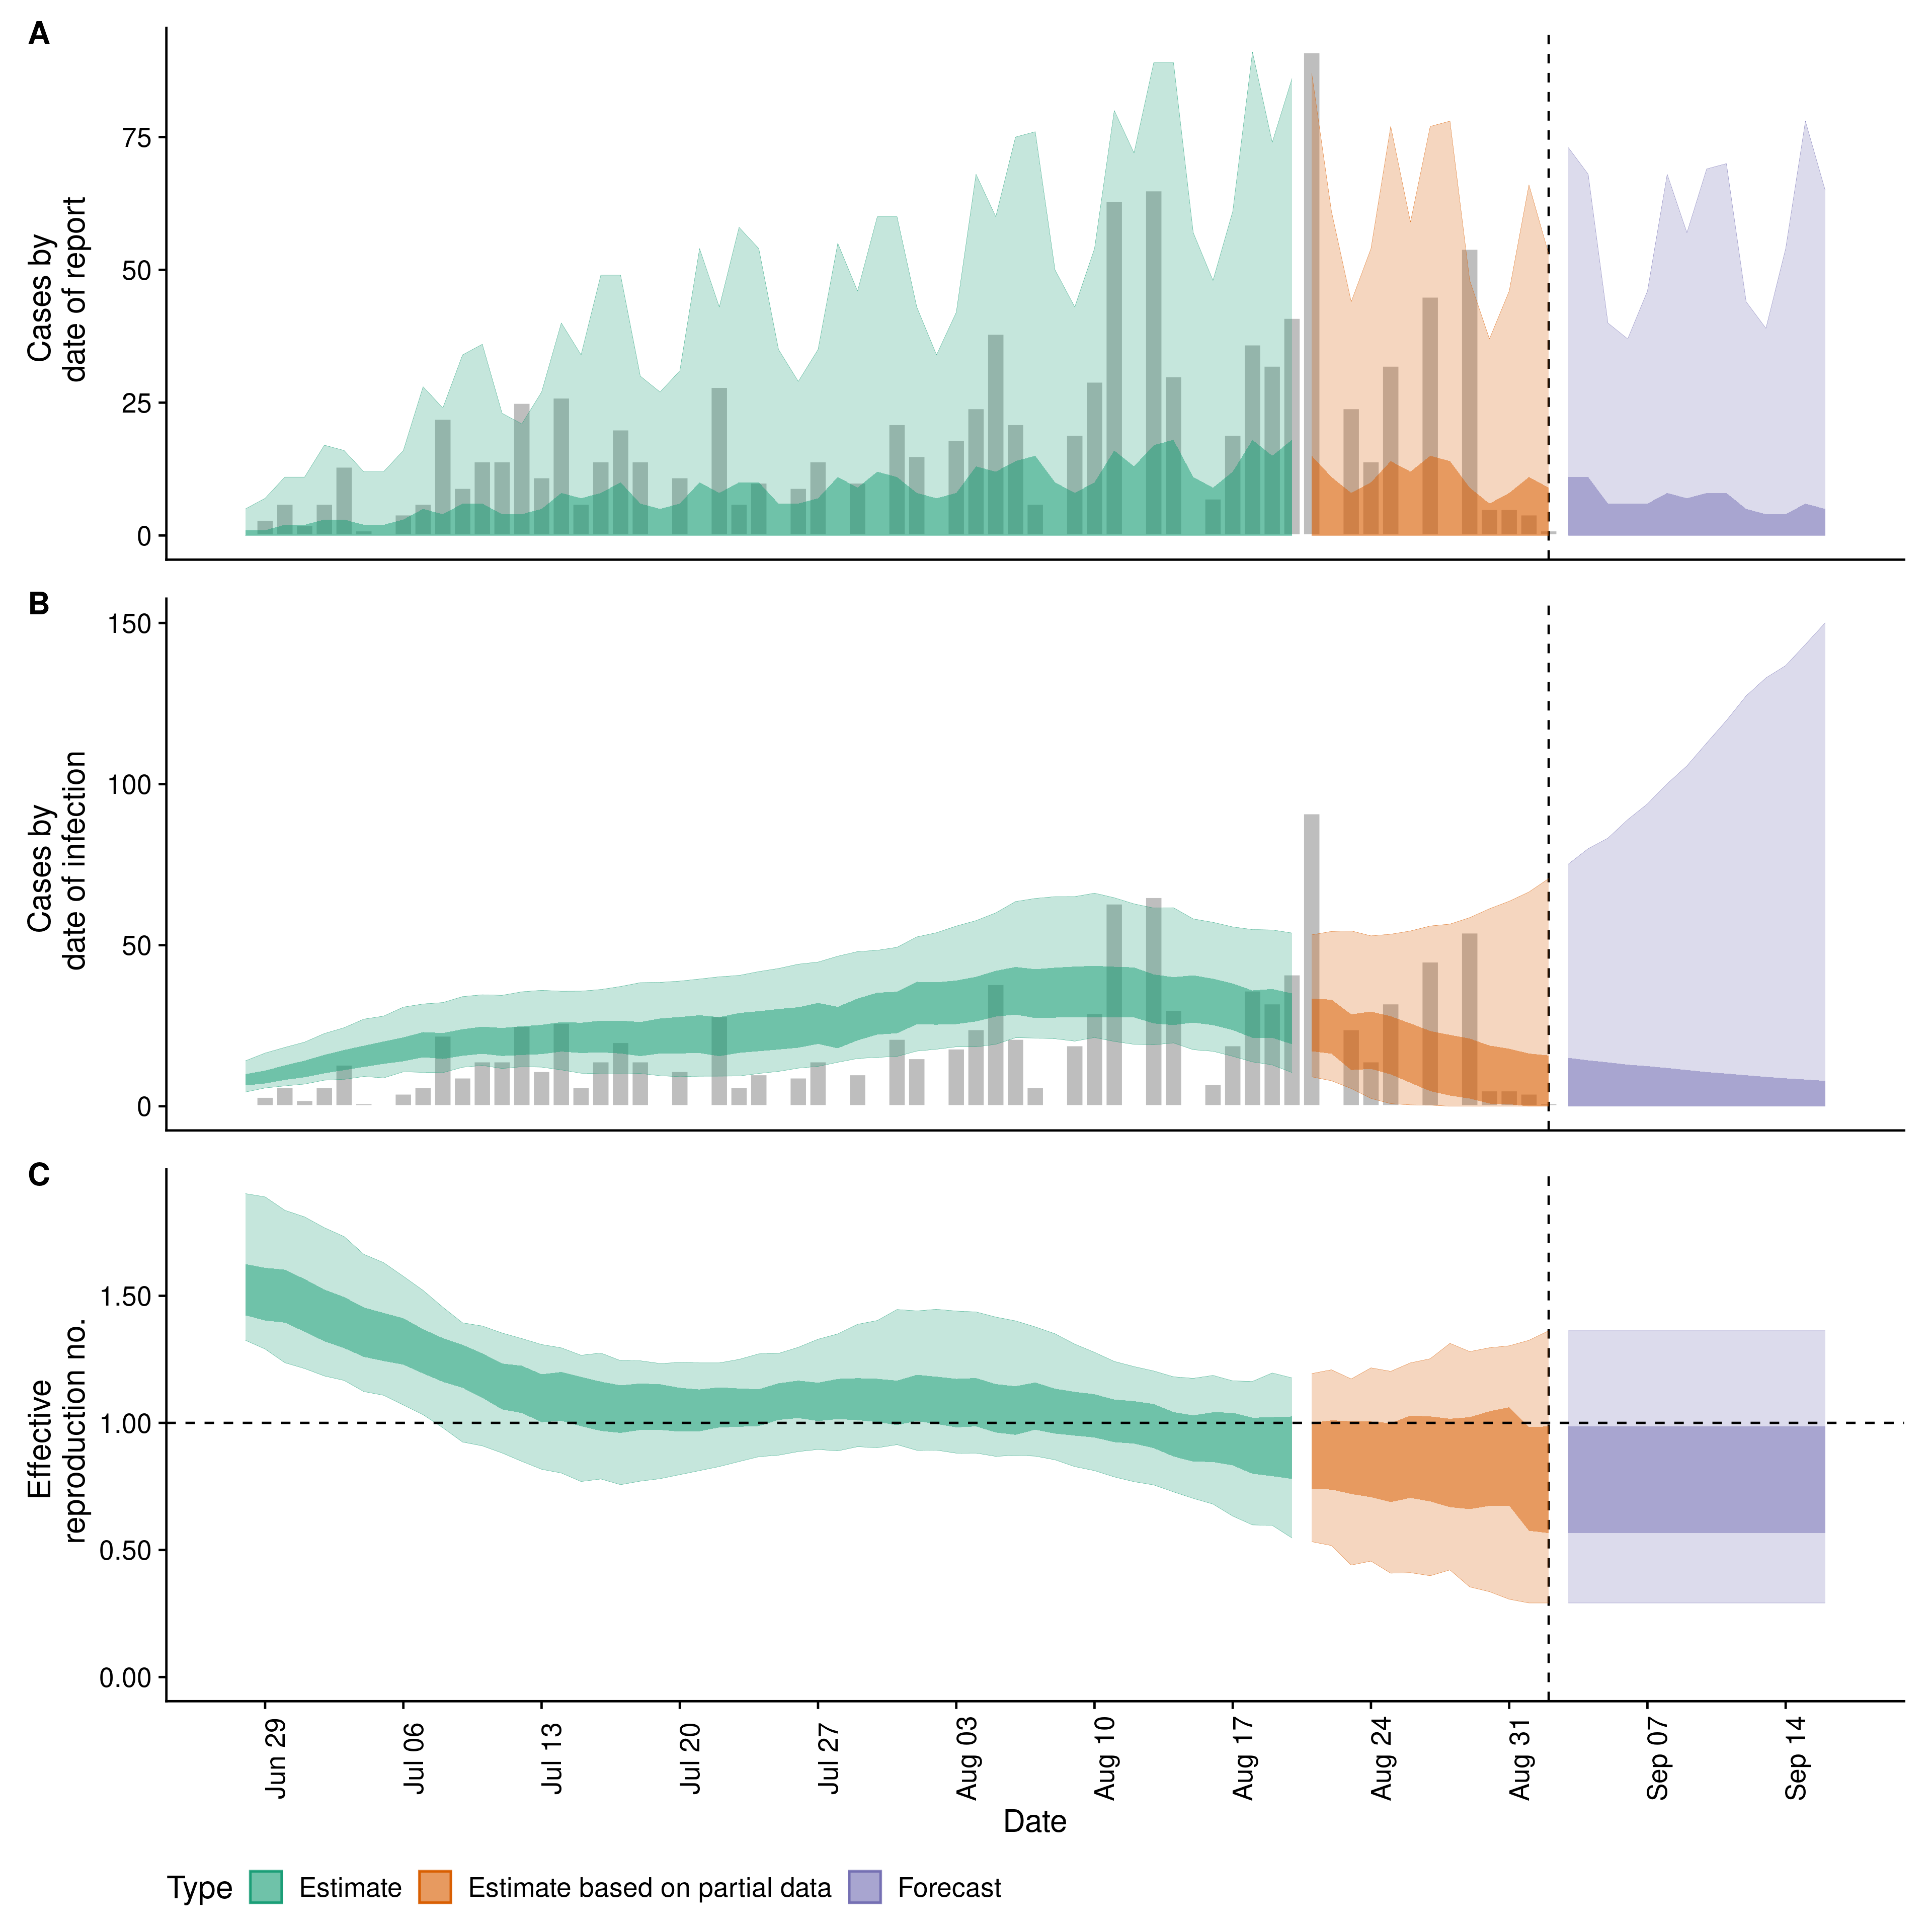 A
Cases by
date of report
75
50
25
0
B
Cases by
date of infection
150
100
50
0
C
Effective
reproduction no.
1.50
1.00
0.50
0.00
Jun 29
Jul 06
Jul 13
Jul 20
Jul 27
Aug 03
Aug 10
Aug 17
Aug 24
Aug 31
Sep 07
Sep 14
Date
Type Estimate Estimate based on partial data Forecast